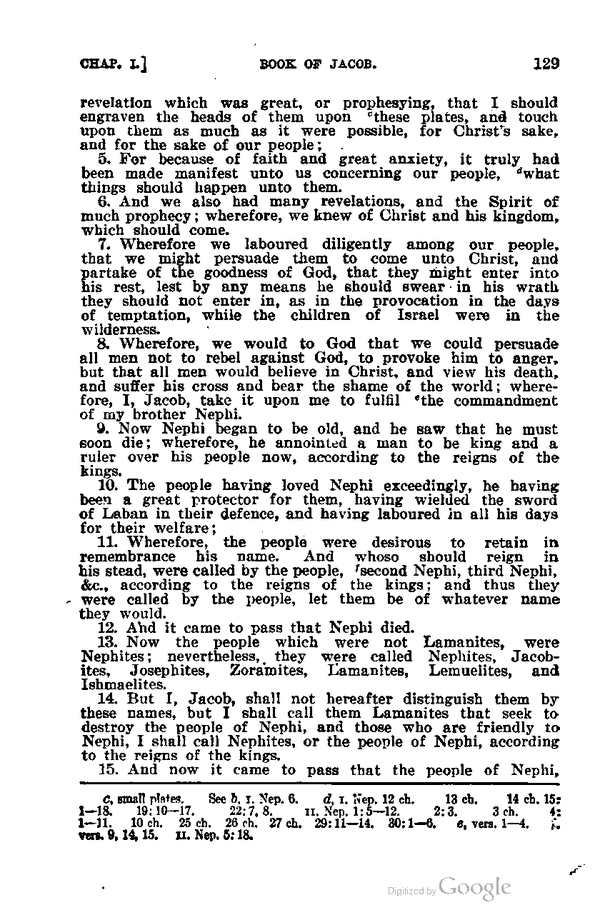 CHAP. I.] BOOK OF JACOB. 129
revelation which was great, or prophesying, that I should
engraven the heads of them upon cthese plates, and touch
upon them as much as it were possible, for Christ's sake,
and for the sake of our people;
5. For because of faith and great anxiety, it truly had
been made manifest unto us concerning our people, dwhat
things should happen unto them.
6. And we also had many revelations, and the Spirit of
much prophecy; wherefore, we knew of Christ and his kingdom,
which should come.
7. Wherefore we laboured diligently among our people,
that we might persuade them to come unto Christ, and
partake of the goodness of God, that they might enter into
his rest, lest by any means he should swear in his wrath
they should not enter in, as in the provocation in the days
of temptation, while the children of Israel were in the
wilderness.
8. Wherefore, we would to God that we could persuade
all men not to rebel against God, to provoke him to anger,
but that all men would believe in Christ, and view his death,
and suffer his cross and bear the shame of the world; where-
fore, I, Jacob, take it upon me to fulfil ethe commandment
of my brother Nephi.
9. Now Nephi began to be old, and he saw that he must
soon die; wherefore, he annointed a man to be king and a
ruler over his people now, according to the reigns of the
kings.
10. The people having loved Nephi exceedingly, he having
been a great protector for them, having wielded the sword
of Laban in their defence, and having laboured in all his days
for their welfare;
11. Wherefore, the people were desirous to retain in
remembrance his name. And whoso should reign in
his stead, were called by the people, fsecond Nephi, third Nephi,
&c., according to the reigns of the kings; and thus they
were called by the people, let them be of whatever name
they would.
12. And it came to pass that Nephi died.
13. Now the people which were not Lamanites, were
Nephites; nevertheless, they were called Nephites, Jacob-
ites, Josephites, Zoramites, Lamanites, Lemuelites, and
Ishmaelites.
14. But I, Jacob, shall not hereafter distinguish them by
these names, but I shall call them Lamanites that seek to
destroy the people of Nephi, and those who are friendly to
Nephi, I shall call Nephites, or the people of Nephi, according
to the reigns of the kings.
15. And now it came to pass that the people of Nephi,
c, small plates. See b, I. Nep. 6. d, I. Nep. 12 ch. 13 ch. 14 ch. 15:
1—18. 19:10—17. 22:7, 8. II. Nep. 1:5—12. 2:3. 3 ch. 4:
1—11. 10 ch. 25 ch. 26 ch. 27 ch. 29:11—14. 30:1—6. e, vers. 1—4.
vers. 9, 14, 15. II. Nep. 5:18.
Digitized by Google